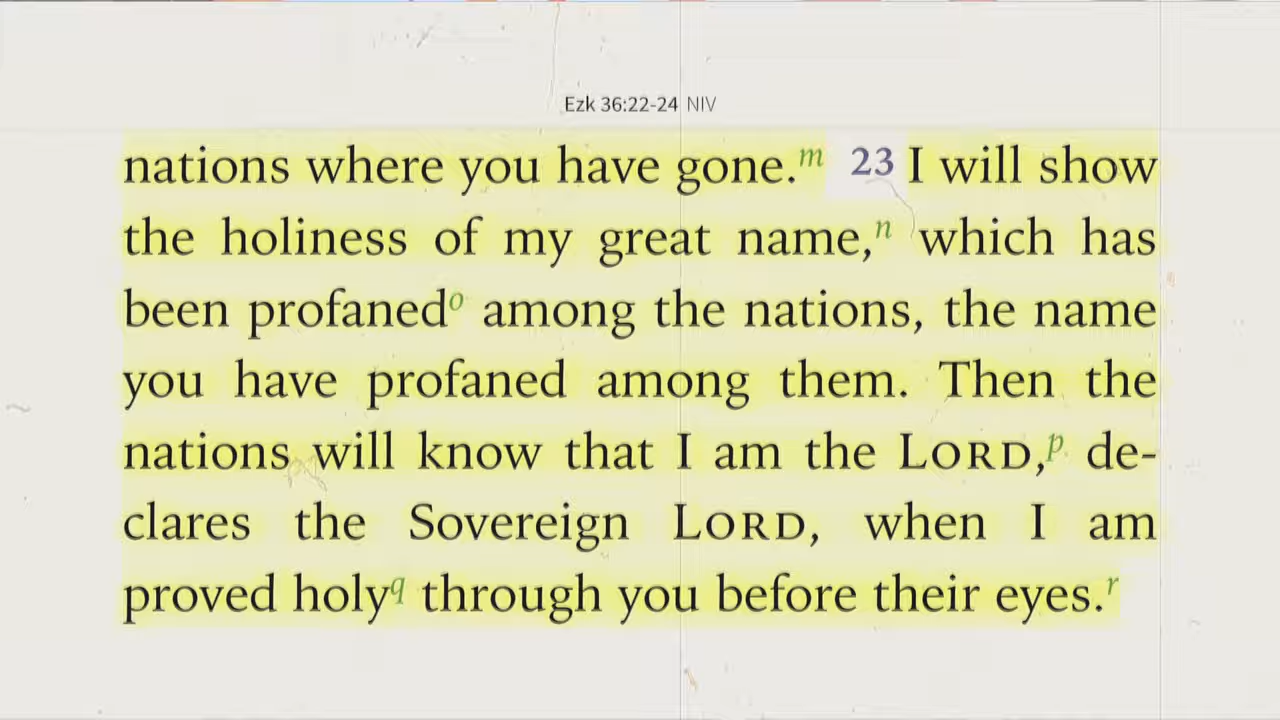 Ezk 36:22-24 NIV
nations where you have gone.m 23 I will show
the holiness of my great name,n which has
been profanedo among the nations, the name
you have profaned among them. Then the
nations will know that I am the LORD,p de-
clares the Sovereign LORD, when I am
proved holyq through you before their eyes.r